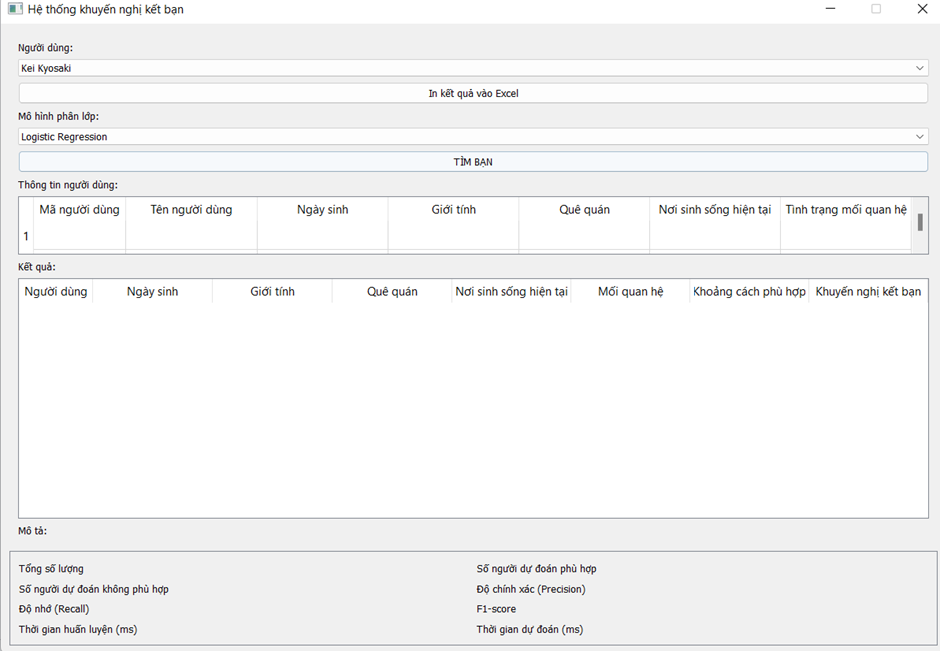 Hệ thống khuyến nghị kết bạn
Người dùng:
Kei Kyosaki
In kết quả vào Excel
Mô hình phân lớp:
Logistic Regression
TÌM BẠN
Thông tin người dùng:
Mã người dùng Tên người dùng Ngày sinh Giới tính Quê quán Nơi sinh sống hiện tại Tình trạng mối quan hệ
1
Kết quả:
Người dùng Ngày sinh Giới tính Quê quán Nơi sinh sống hiện tại Mối quan hệ Khoảng cách phù hợp Khuyến nghị kết bạn
Mô tả:
Tổng số lượng Số người dự đoán phù hợp
Số người dự đoán không phù hợp Độ chính xác (Precision)
Độ nhớ (Recall) F1-score
Thời gian huấn luyện (ms) Thời gian dự đoán (ms)